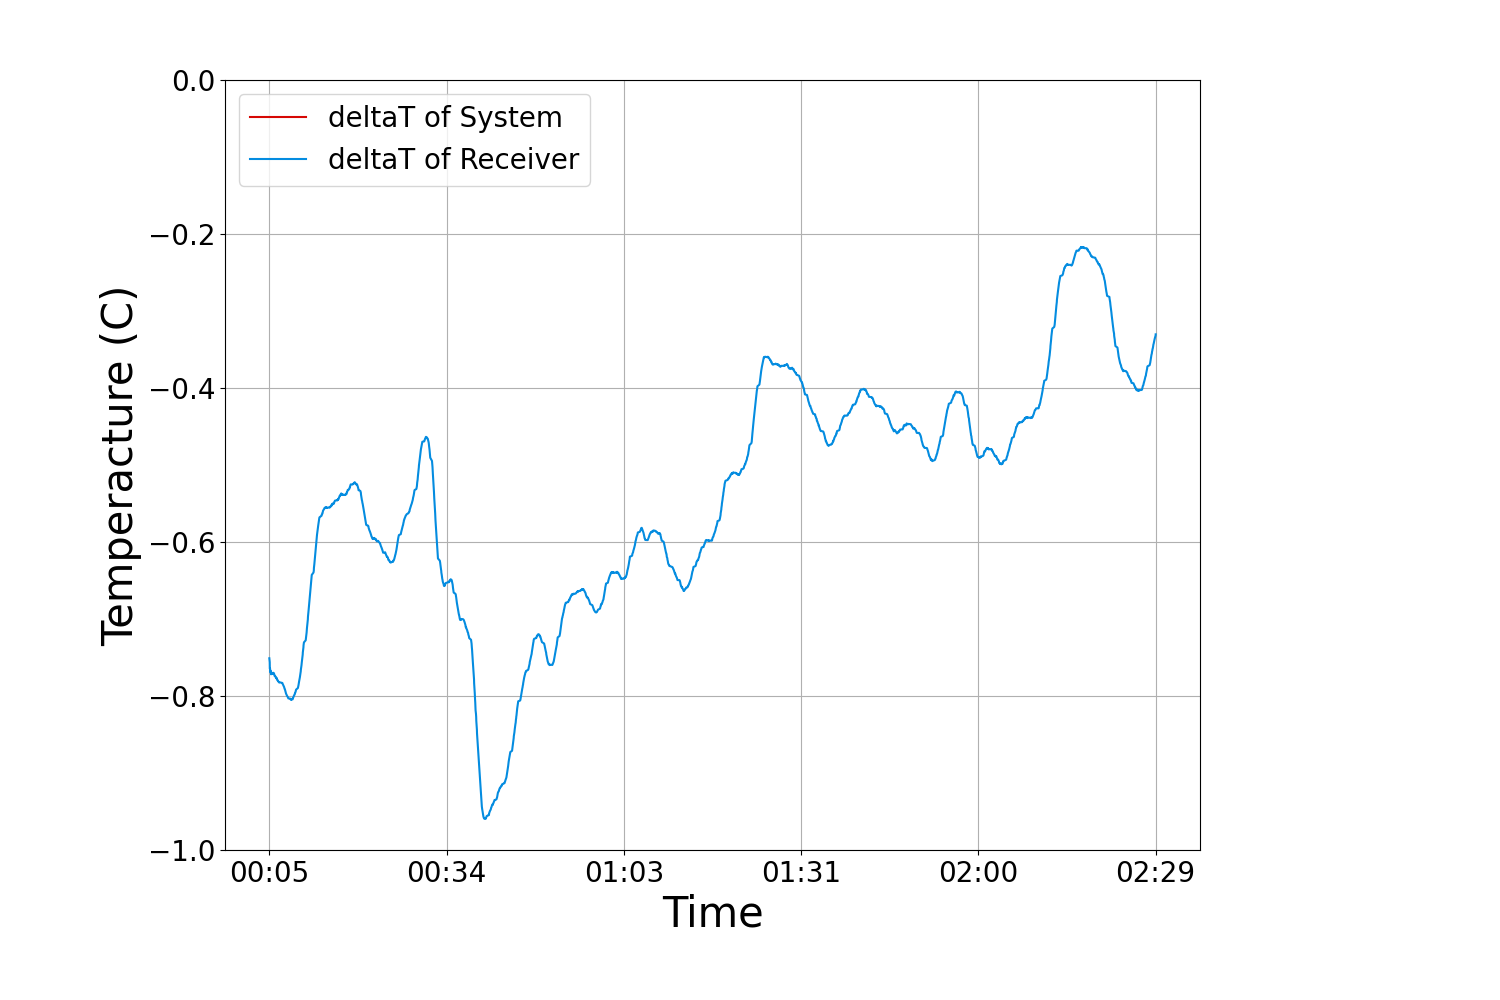 deltaT of System
deltaT of Receiver
0.0
−0.2
−0.4
−0.6
−0.8
−1.0
Temperacture (C)
00:05 00:34 01:03 01:31 02:00 02:29
Time